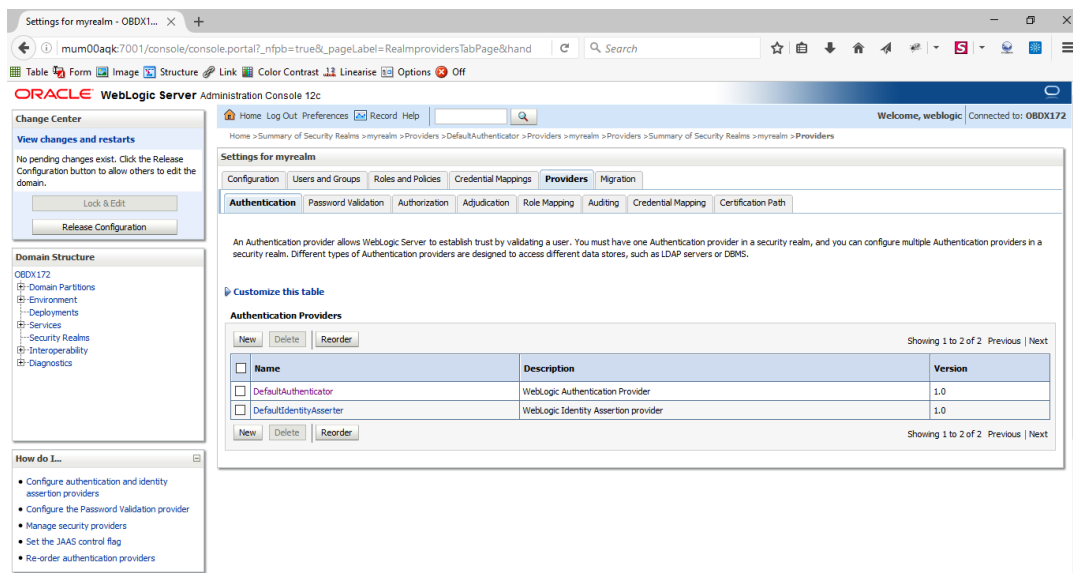 Settings for myrealm - OBDX1...
mum00aqk:7001/console/console.portal?_nfpb=true&_pageLabel=RealmprovidersTabPage&hand
Search
Table Form Image Structure Link Color Contrast Linearise Options Off
ORACLE WebLogic Server Administration Console 12c
Change Center
View changes and restarts
No pending changes exist. Click the Release
Configuration button to allow others to edit the
domain.
Lock & Edit
Release Configuration
Domain Structure
OBDX172
Domain Partitions
Environment
Deployments
Services
Security Realms
Interoperability
Diagnostics
How do I...
Configure authentication and identity
assertion providers
Configure the Password Validation provider
Manage security providers
Set the JAAS control flag
Re-order authentication providers
Home Log Out Preferences Record Help
Welcome, weblogic Connected to: OBDX172
Home >Summary of Security Realms >myrealm >Providers >DefaultAuthenticator >Providers >myrealm >Providers >Summary of Security Realms >myrealm >Providers
Settings for myrealm
Configuration Users and Groups Roles and Policies Credential Mappings Providers Migration
Authentication Password Validation Authorization Adjudication Role Mapping Auditing Credential Mapping Certification Path
An Authentication provider allows WebLogic Server to establish trust by validating a user. You must have one Authentication provider in a security realm, and you can configure multiple Authentication providers in a
security realm. Different types of Authentication providers are designed to access different data stores, such as LDAP servers or DBMS.
Customize this table
Authentication Providers
New Delete Reorder
Showing 1 to 2 of 2 Previous | Next
Name Description Version
DefaultAuthenticator WebLogic Authentication Provider 1.0
DefaultIdentityAsserter WebLogic Identity Assertion provider 1.0
New Delete Reorder
Showing 1 to 2 of 2 Previous | Next